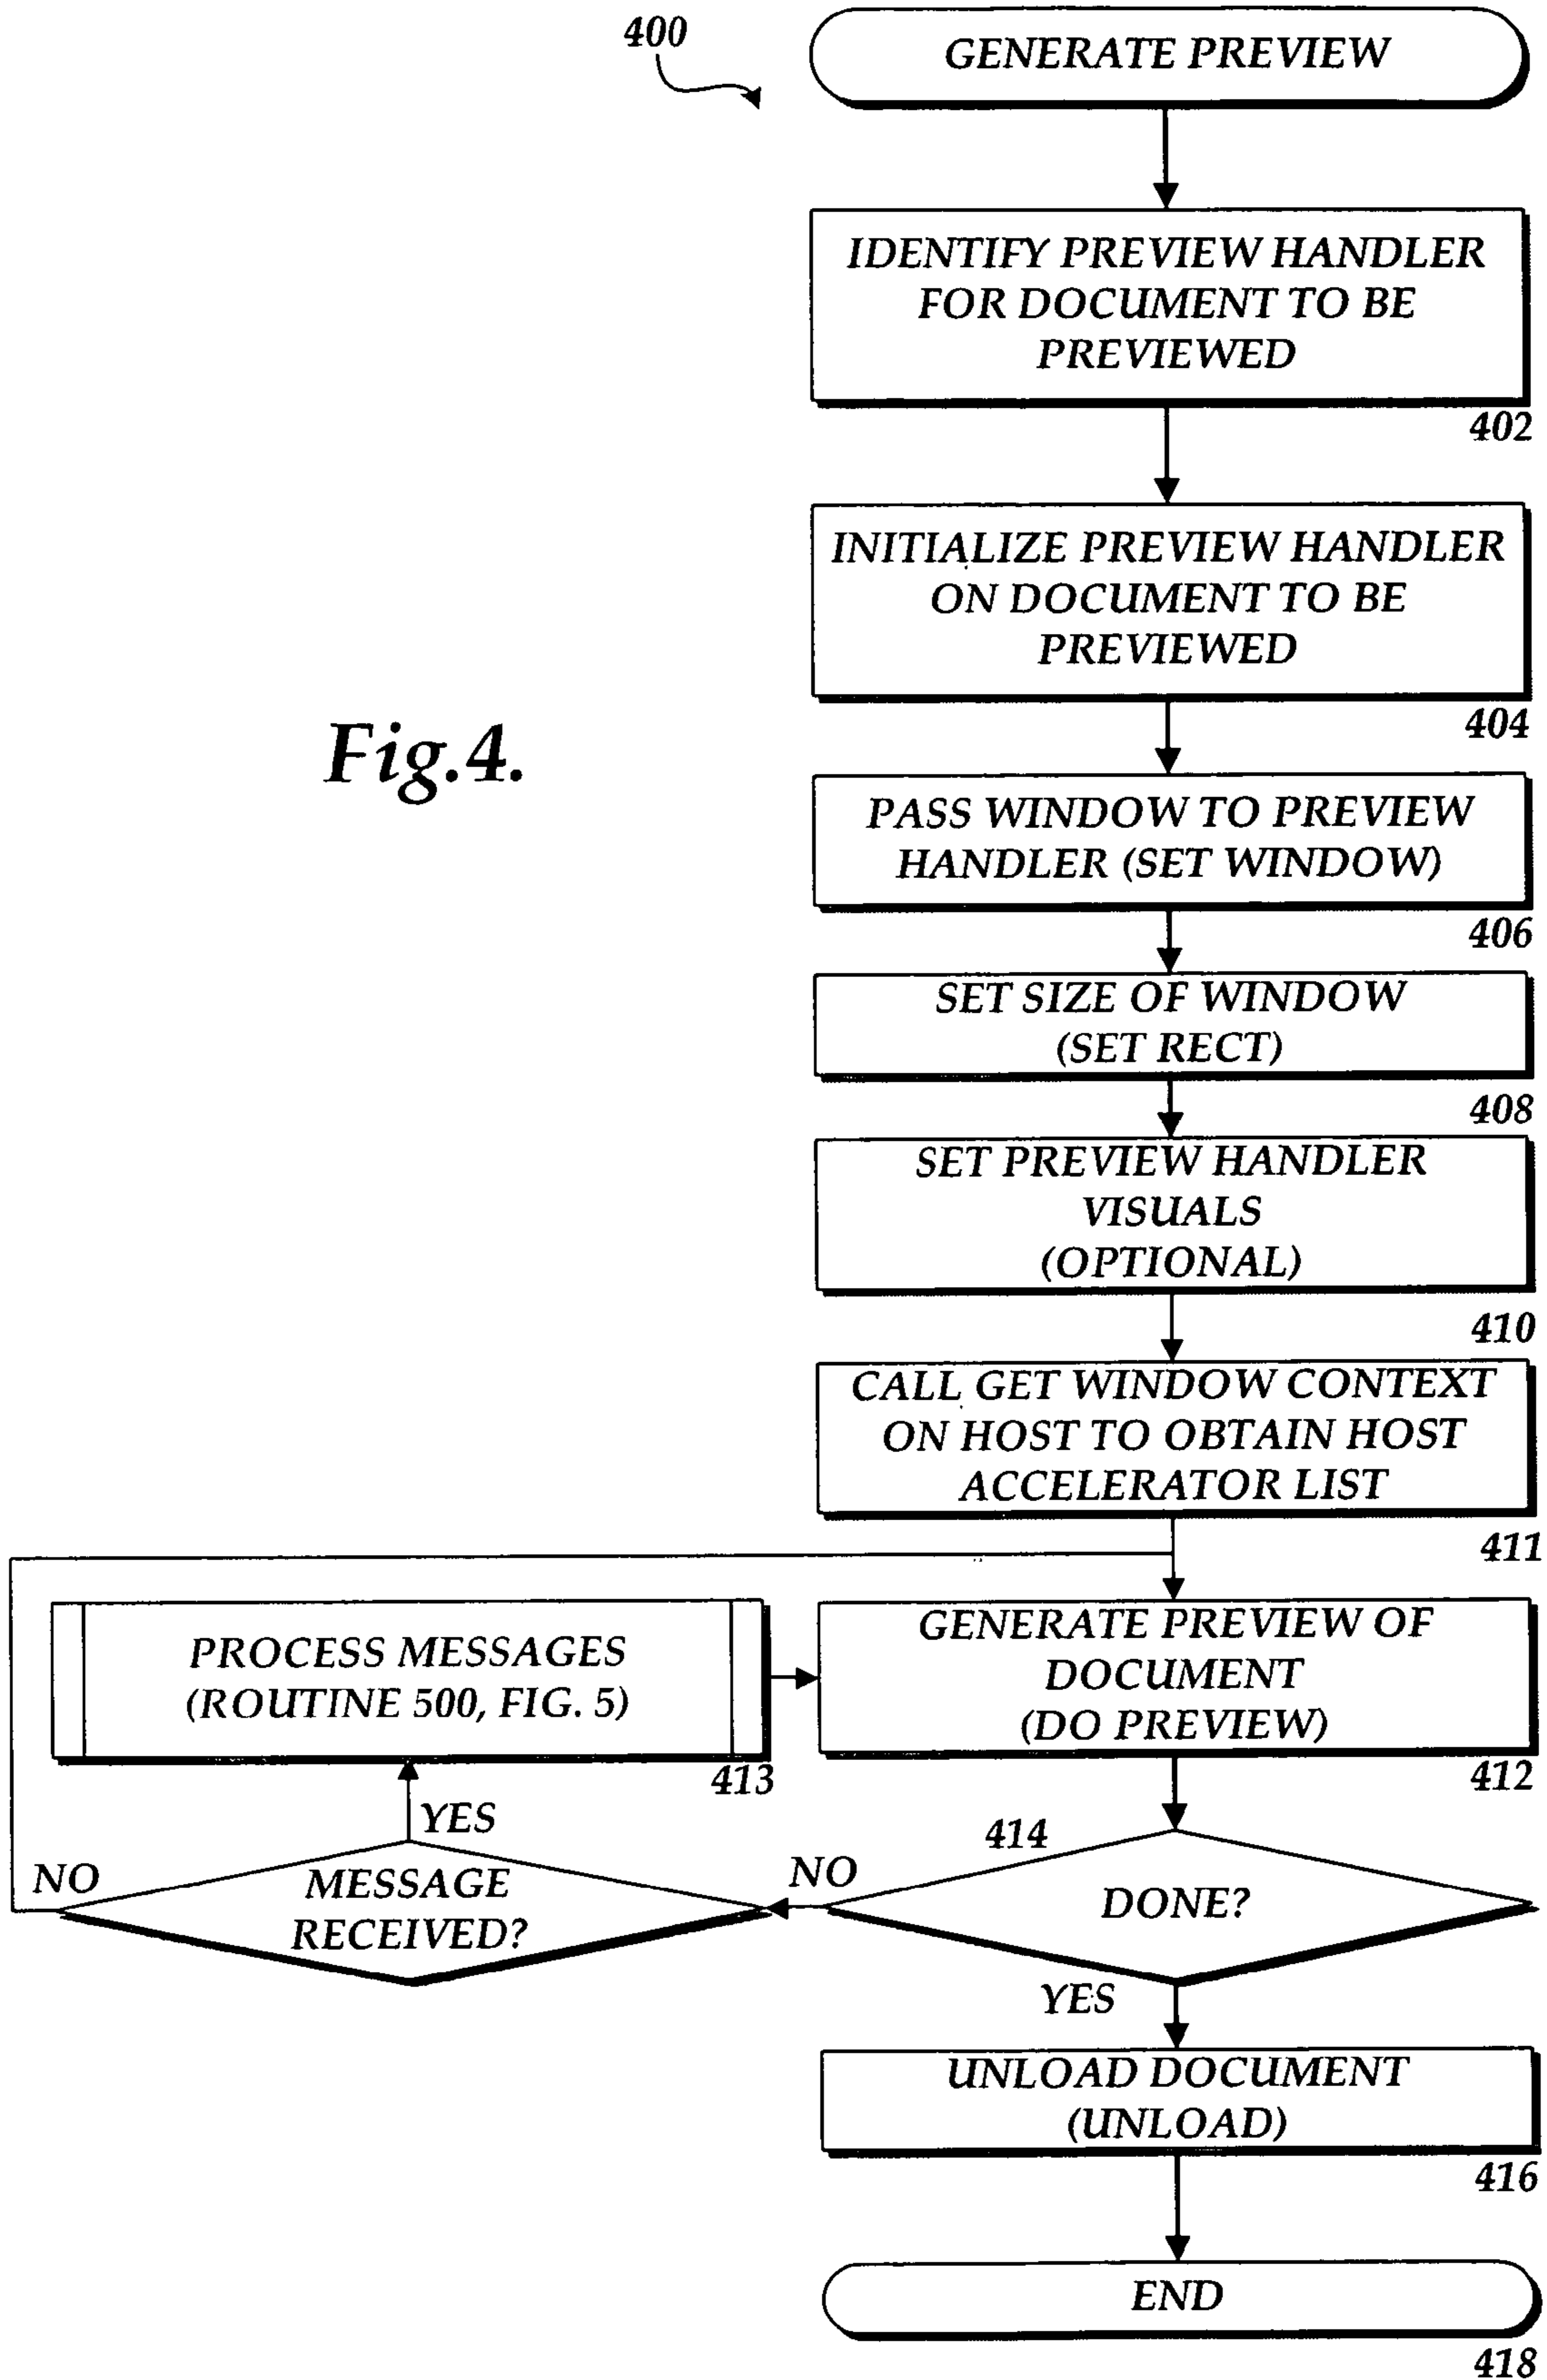 400
GENERATE PREVIEW
IDENTIFY PREVIEW HANDLER
FOR DOCUMENT TO BE
PREVIEWED
402
INITIALIZE PREVIEW HANDLER
ON DOCUMENT TO BE
PREVIEWED
404
Fig.4.
PASS WINDOW TO PREVIEW
HANDLER (SET WINDOW)
406
SET SIZE OF WINDOW
(SET RECT)
408
SET PREVIEW HANDLER
VISUALS
(OPTIONAL)
410
CALL GET WINDOW CONTEXT
ON HOST TO OBTAIN HOST
ACCELERATOR LIST
411
PROCESS MESSAGES
(ROUTINE 500, FIG. 5)
413
GENERATE PREVIEW OF
DOCUMENT
(DO PREVIEW)
412
YES
414
NO
MESSAGE
RECEIVED?
NO
DONE?
YES
UNLOAD DOCUMENT
(UNLOAD)
416
END
418